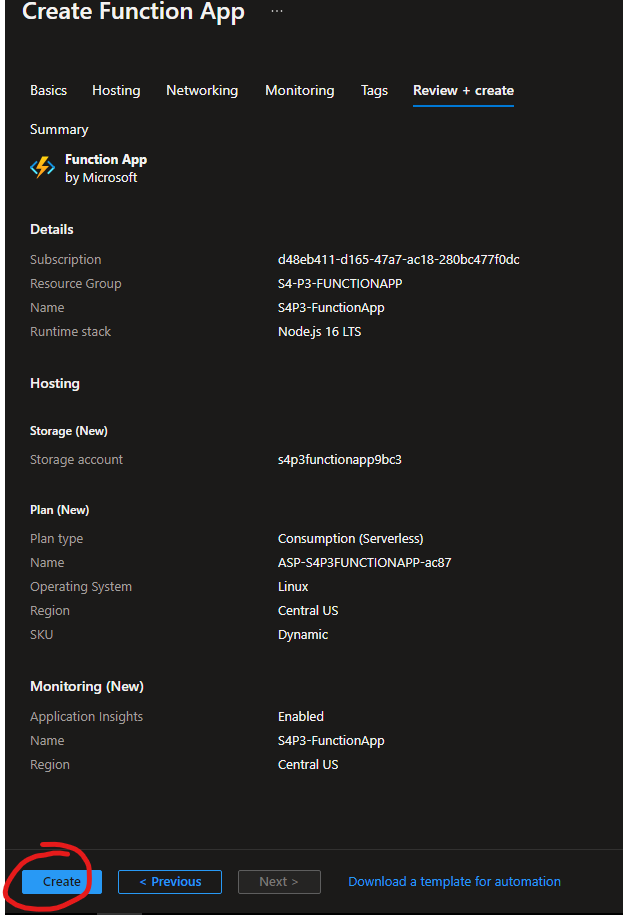 Create Function App ...
Basics Hosting Networking Monitoring Tags Review + create
Summary
Function App
by Microsoft
Details
Subscription d48eb411-d165-47a7-ac18-280bc477f0dc
Resource Group S4-P3-FUNCTIONAPP
Name S4P3-FunctionApp
Runtime stack Node.js 16 LTS
Hosting
Storage (New)
Storage account s4p3functionapp9bc3
Plan (New)
Plan type Consumption (Serverless)
Name ASP-S4P3FUNCTIONAPP-ac87
Operating System Linux
Region Central US
SKU Dynamic
Monitoring (New)
Application Insights Enabled
Name S4P3-FunctionApp
Region Central US
Create < Previous Next > Download a template for automation